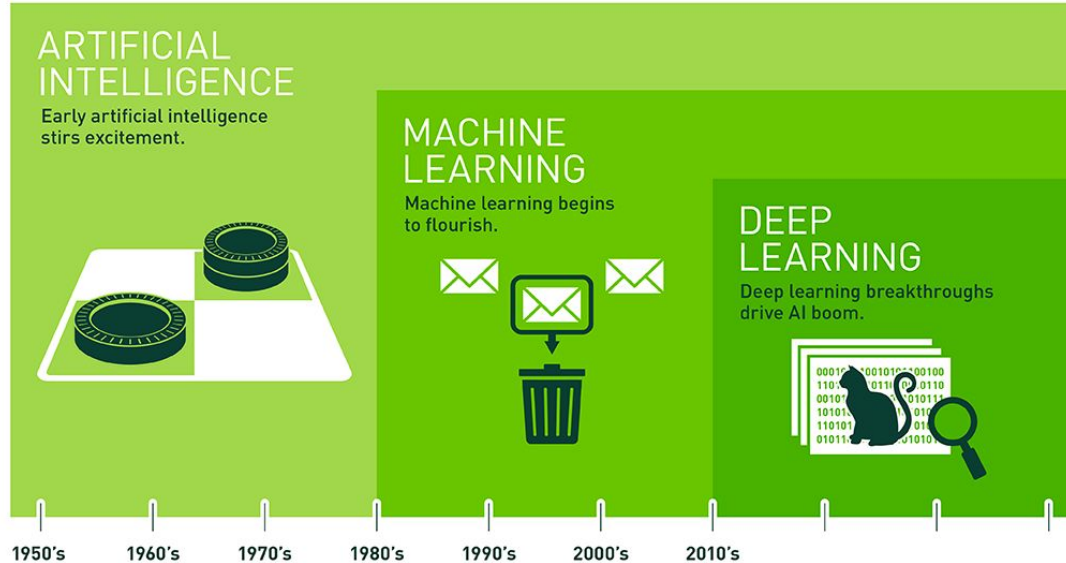 ARTIFICIAL
INTELLIGENCE
Early artificial intelligence
stirs excitement.
MACHINE
LEARNING
Machine learning begins
to flourish.
DEEP
LEARNING
Deep learning breakthroughs
drive AI boom.
1950's 1960's 1970's 1980's 1990's 2000's 2010's